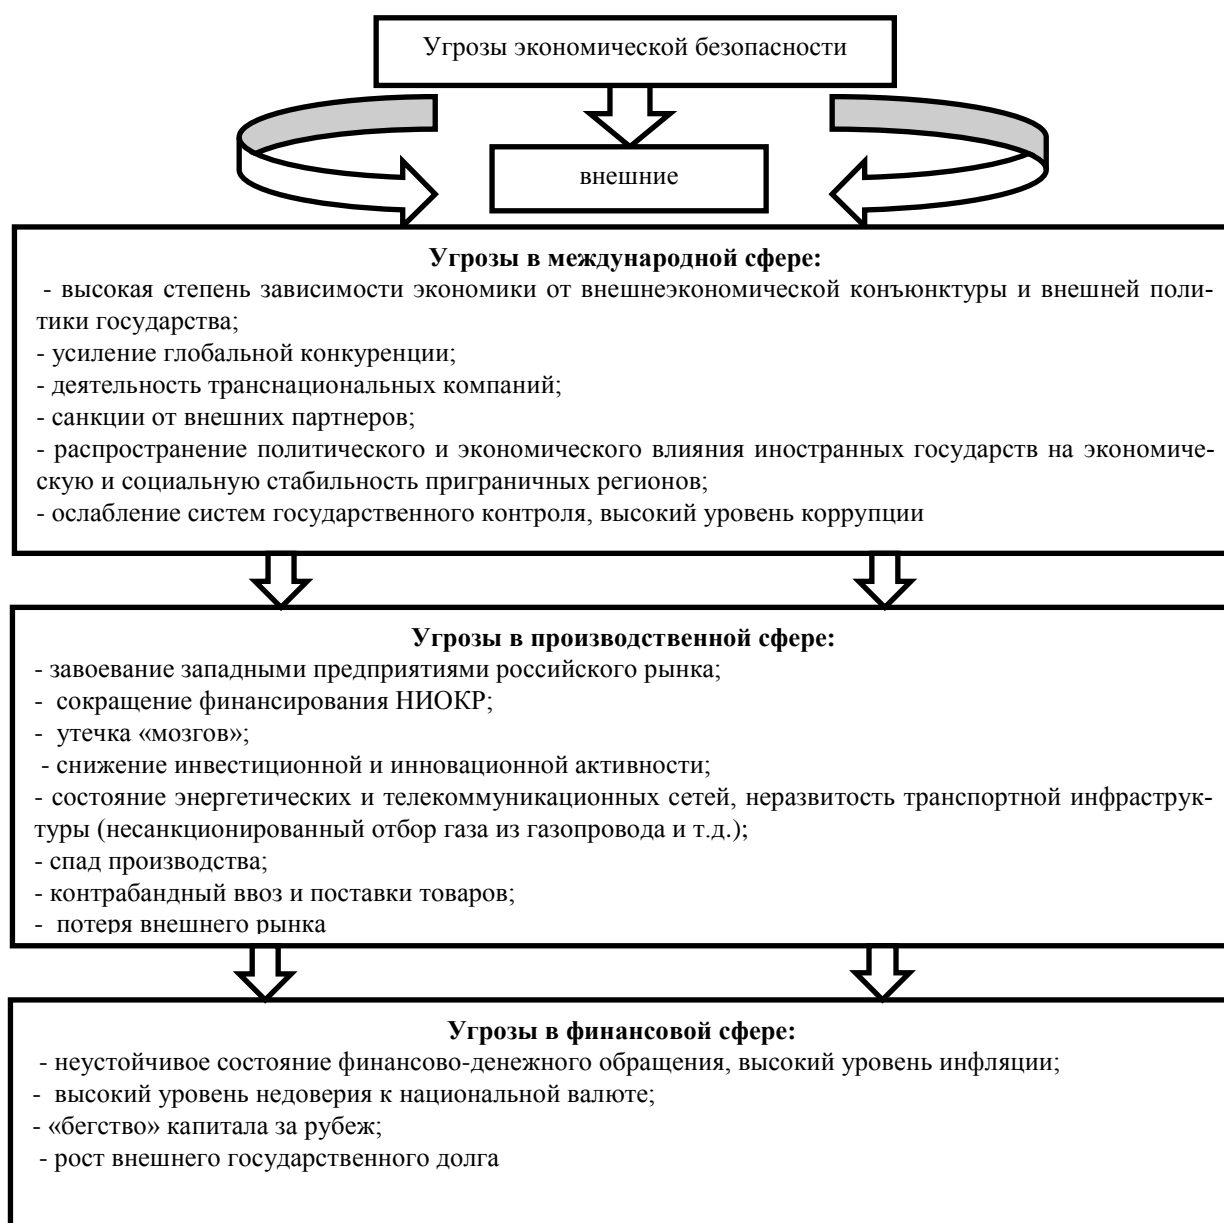 Угрозы экономической безопасности
внешние
Угрозы в международной сфере:
- высокая степень зависимости экономики от внешнеэкономической конъюнктуры и внешней поли-
тики государства;
- усиление глобальной конкуренции;
- деятельность транснациональных компаний;
- санкции от внешних партнеров;
- распространение политического и экономического влияния иностранных государств на экономиче-
скую и социальную стабильность приграничных регионов;
- ослабление систем государственного контроля, высокий уровень коррупции
Угрозы в производственной сфере:
- завоевание западными предприятиями российского рынка;
- сокращение финансирования НИОКР;
- утечка «мозгов»;
- снижение инвестиционной и инновационной активности;
- состояние энергетических и телекоммуникационных сетей, неразвитость транспортной инфраструк-
туры (несанкционированный отбор газа из газопровода и т.д.);
- спад производства;
- контрабандный ввоз и поставки товаров;
- потеря внешнего рынка
Угрозы в финансовой сфере:
- неустойчивое состояние финансово-денежного обращения, высокий уровень инфляции;
- высокий уровень недоверия к национальной валюте;
- «бегство» капитала за рубеж;
- рост внешнего государственного долга